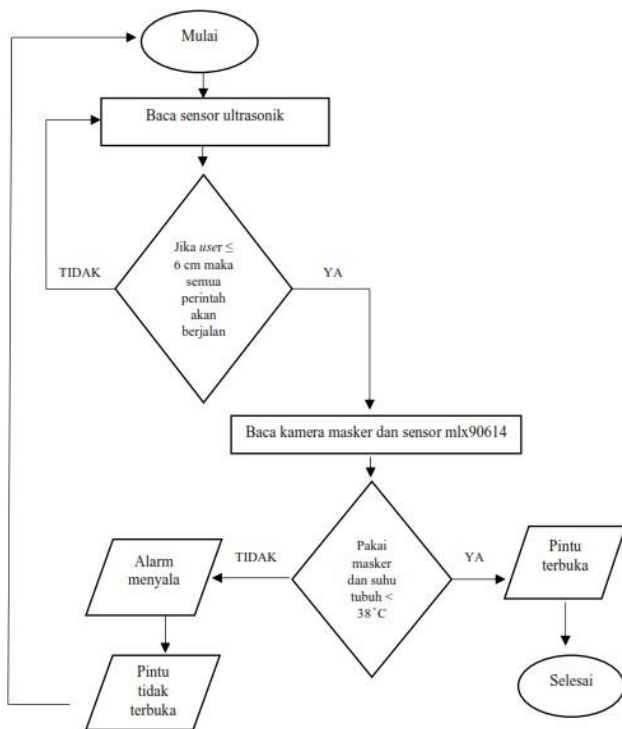 Mulai
Baca sensor ultrasonik
Jika user ≤
6 cm maka
semua
perintah
akan
berjalan
TIDAK
YA
Baca kamera masker dan sensor mlx90614
Pakai
masker
dan suhu
tubuh <
38˚C
TIDAK
YA
Alarm
menyala
Pintu
terbuka
Pintu
tidak
terbuka
Selesai